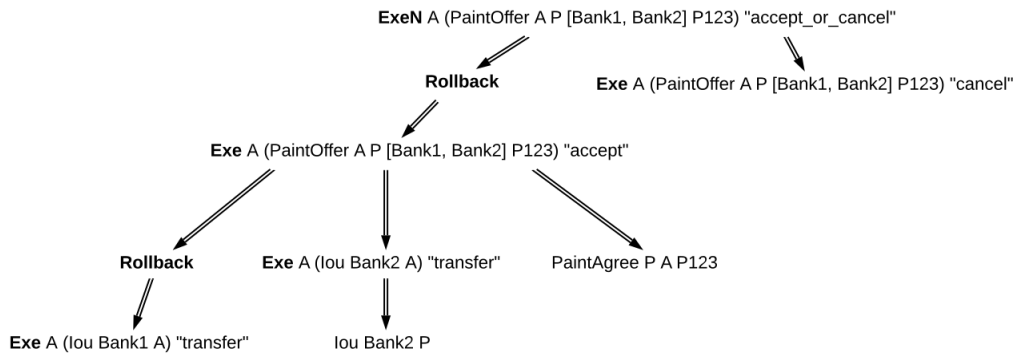 ExeN A (PaintOffer A P [Bank1, Bank2] P123) "accept_or_cancel"
Rollback
Exe A (PaintOffer A P [Bank1, Bank2] P123) "cancel"
Exe A (PaintOffer A P [Bank1, Bank2] P123) "accept"
Rollback
Exe A (Iou Bank2 A) "transfer"
PaintAgree P A P123
Exe A (Iou Bank1 A) "transfer"
Iou Bank2 P